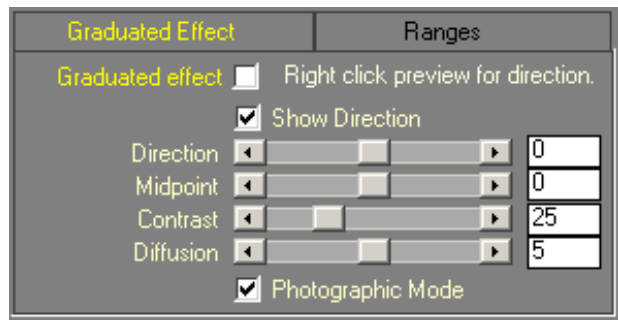 Graduated Effect Ranges
Graduated effect Right click preview for direction.
Show Direction
Direction 0
Midpoint 0
Contrast 25
Diffusion 5
Photographic Mode